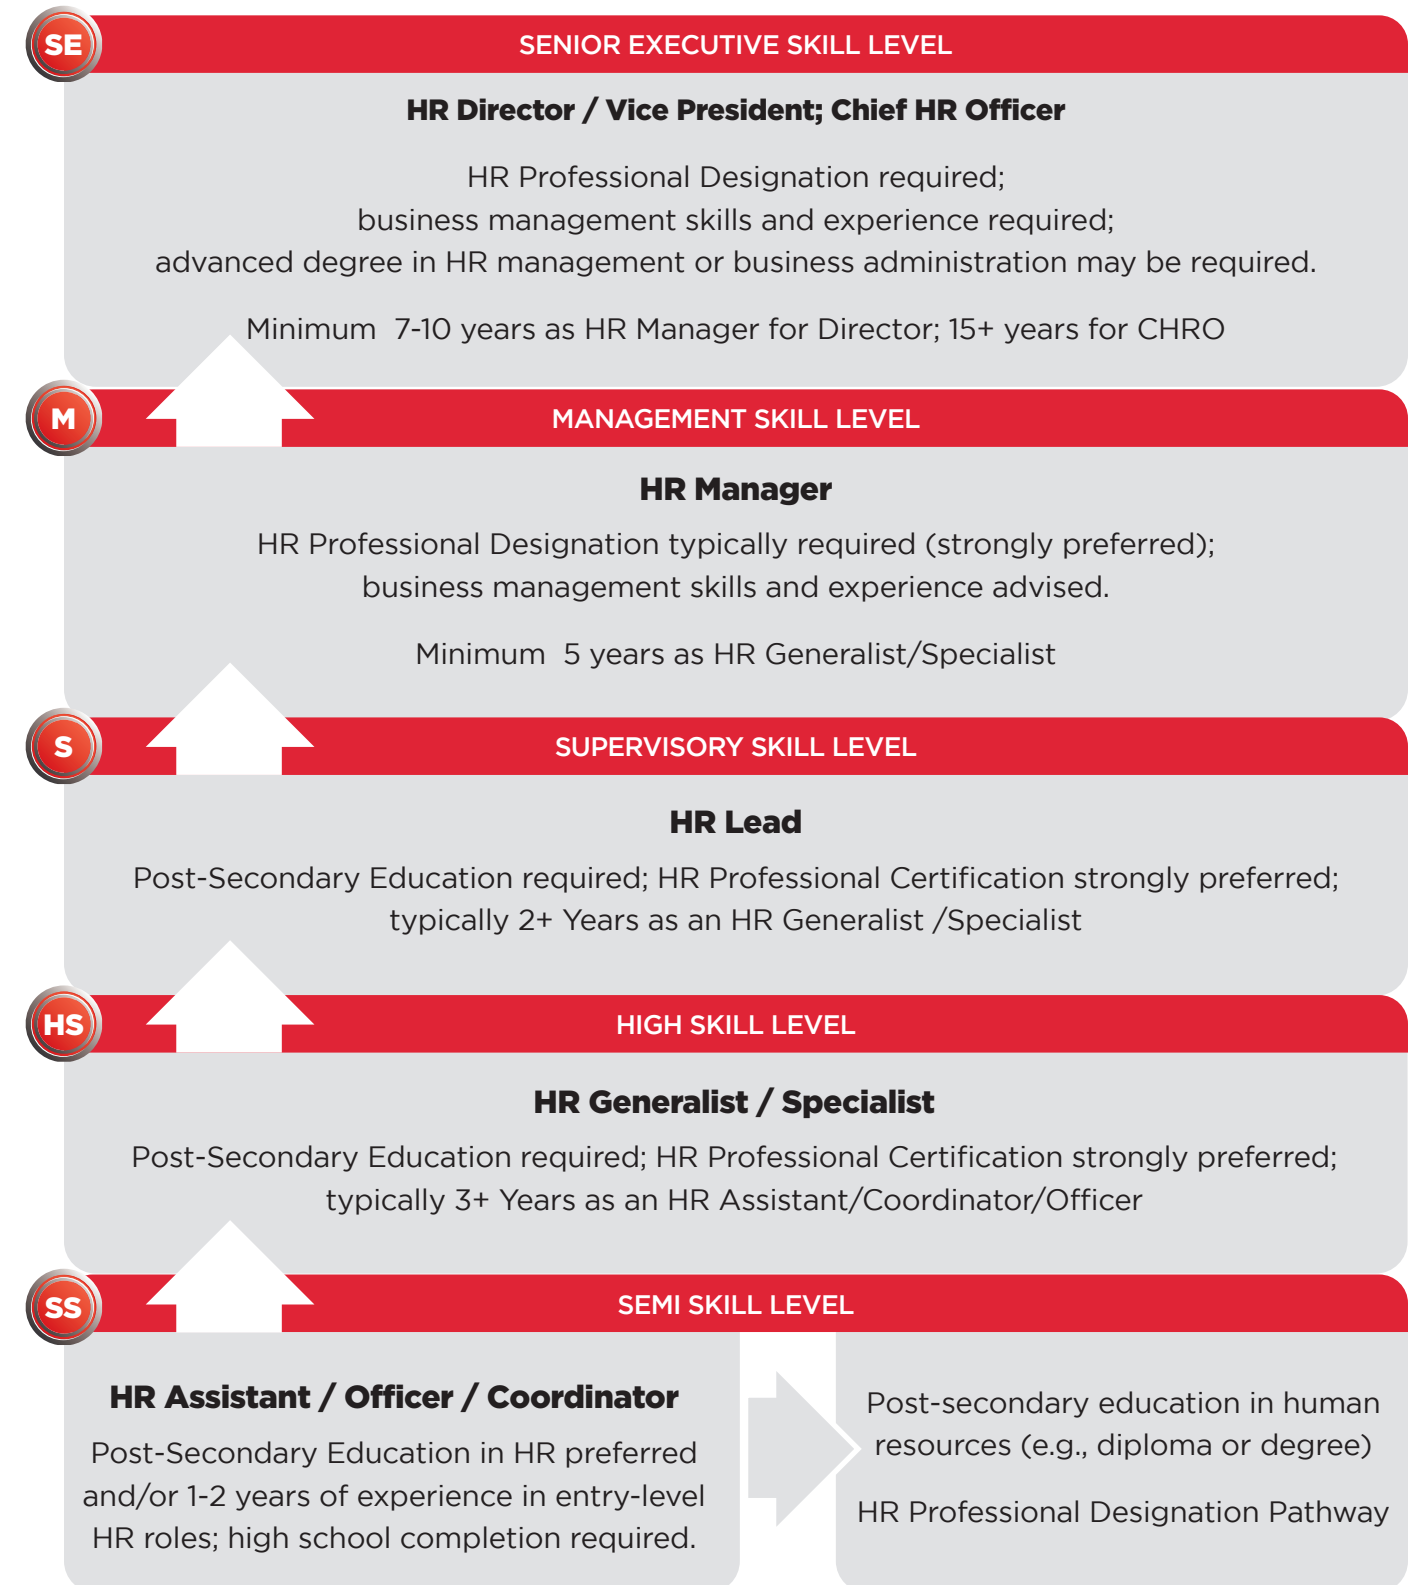 SE
SENIOR EXECUTIVE SKILL LEVEL
HR Director / Vice President; Chief HR Officer
HR Professional Designation required;
business management skills and experience required;
advanced degree in HR management or business administration may be required.
Minimum 7-10 years as HR Manager for Director; 15+ years for CHRO
M
MANAGEMENT SKILL LEVEL
HR Manager
HR Professional Designation typically required (strongly preferred);
business management skills and experience advised.
Minimum 5 years as HR Generalist/Specialist
S
SUPERVISORY SKILL LEVEL
HR Lead
Post-Secondary Education required; HR Professional Certification strongly preferred;
typically 2+ Years as an HR Generalist /Specialist
HS
HIGH SKILL LEVEL
HR Generalist / Specialist
Post-Secondary Education required; HR Professional Certification strongly preferred;
typically 3+ Years as an HR Assistant/Coordinator/Officer
SS
SEMI SKILL LEVEL
HR Assistant / Officer / Coordinator
Post-Secondary Education in HR preferred
and/or 1-2 years of experience in entry-level
HR roles; high school completion required.
Post-secondary education in human
resources (e.g., diploma or degree)
HR Professional Designation Pathway